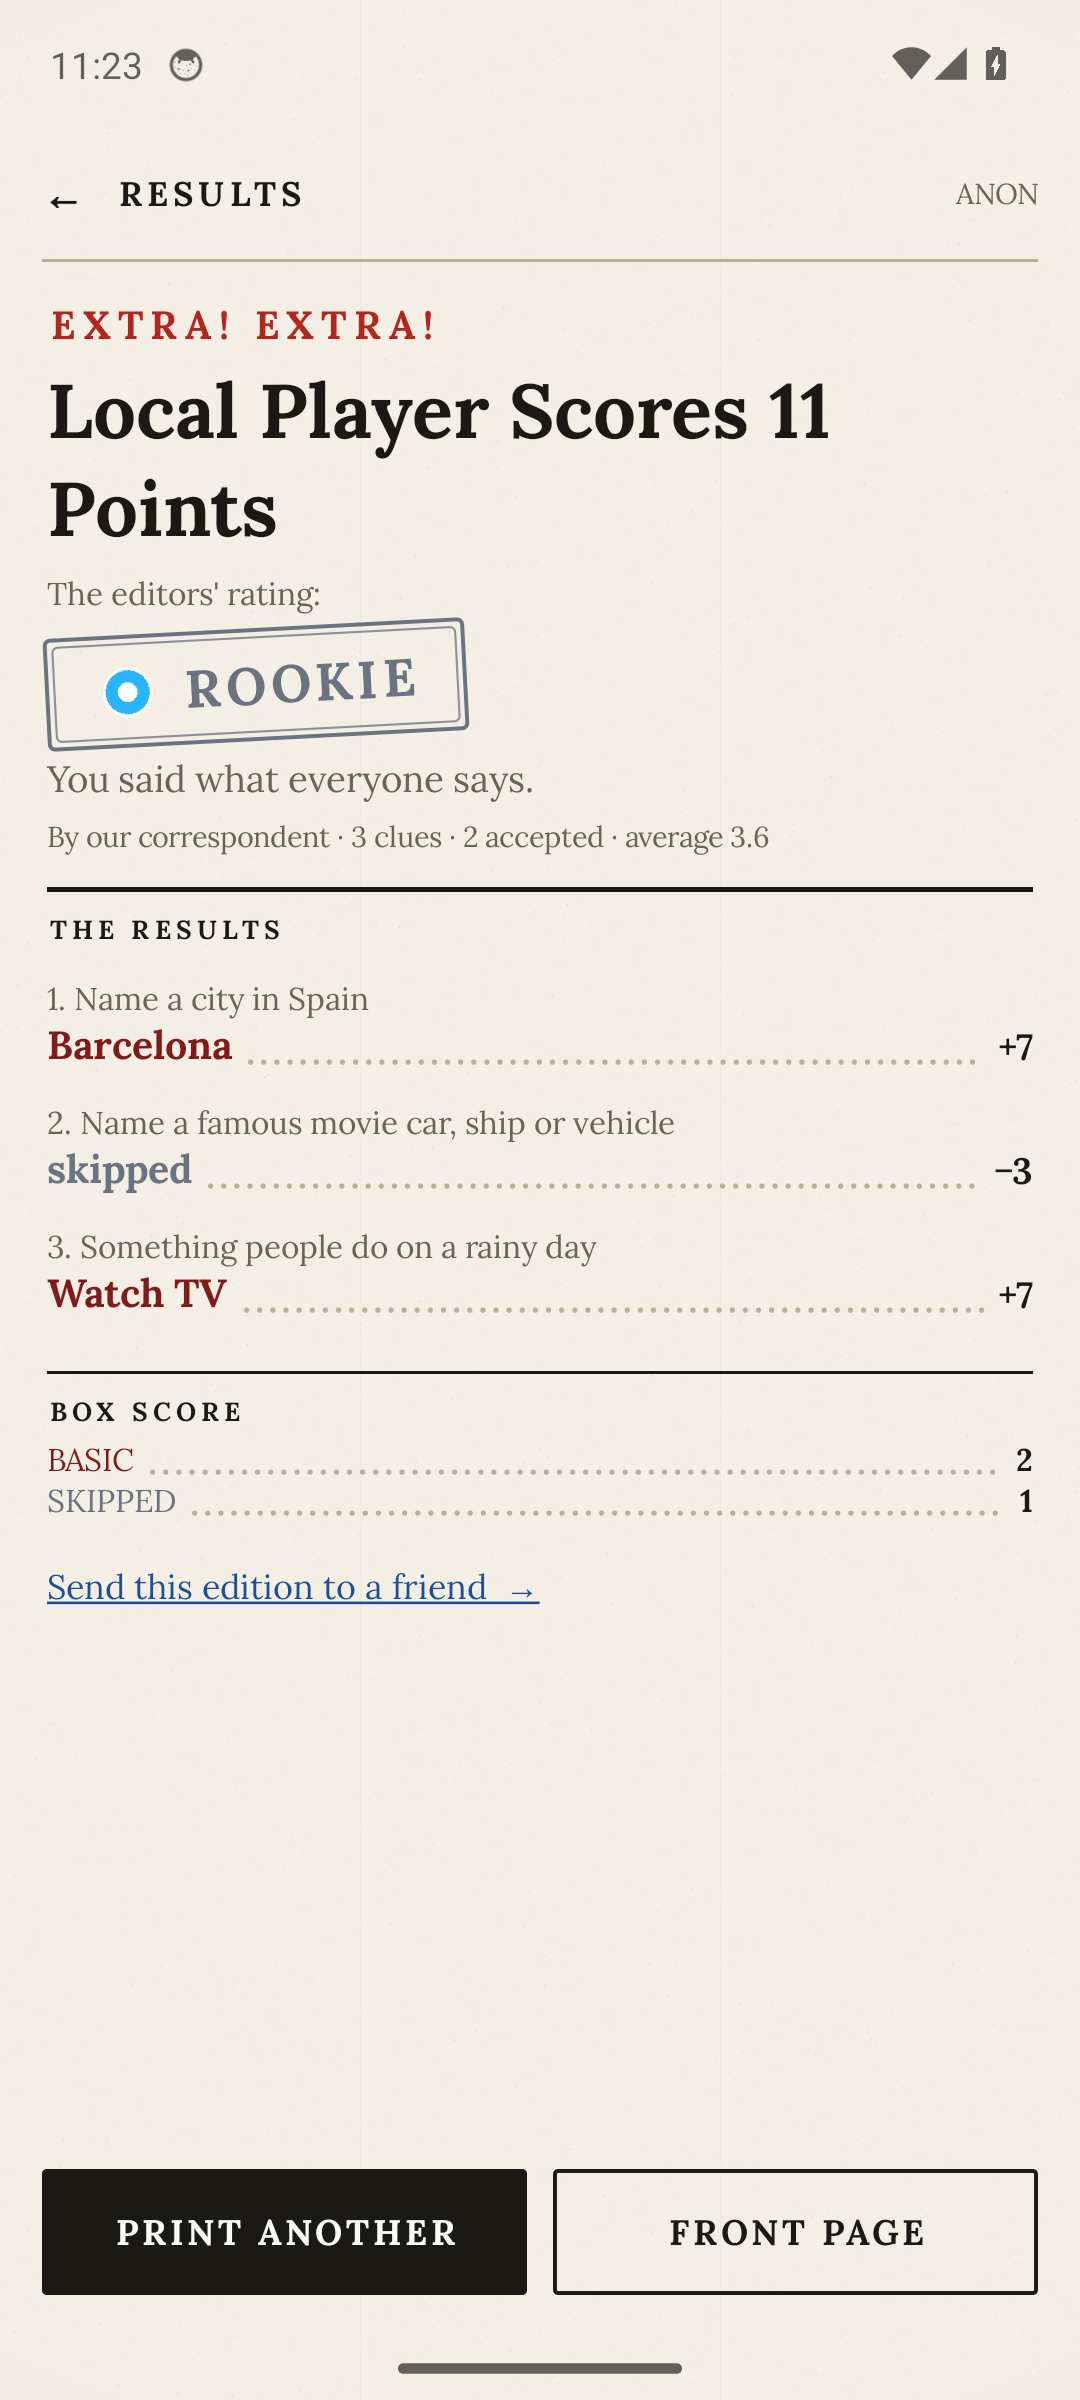 11:23
← RESULTS ANON
EXTRA! EXTRA!
Local Player Scores 11
Points
The editors' rating:
ROOKIE
You said what everyone says.
By our correspondent · 3 clues · 2 accepted · average 3.6
THE RESULTS
1. Name a city in Spain
Barcelona +7
2. Name a famous movie car, ship or vehicle
skipped −3
3. Something people do on a rainy day
Watch TV +7
BOX SCORE
BASIC 2
SKIPPED 1
Send this edition to a friend →
PRINT ANOTHER FRONT PAGE